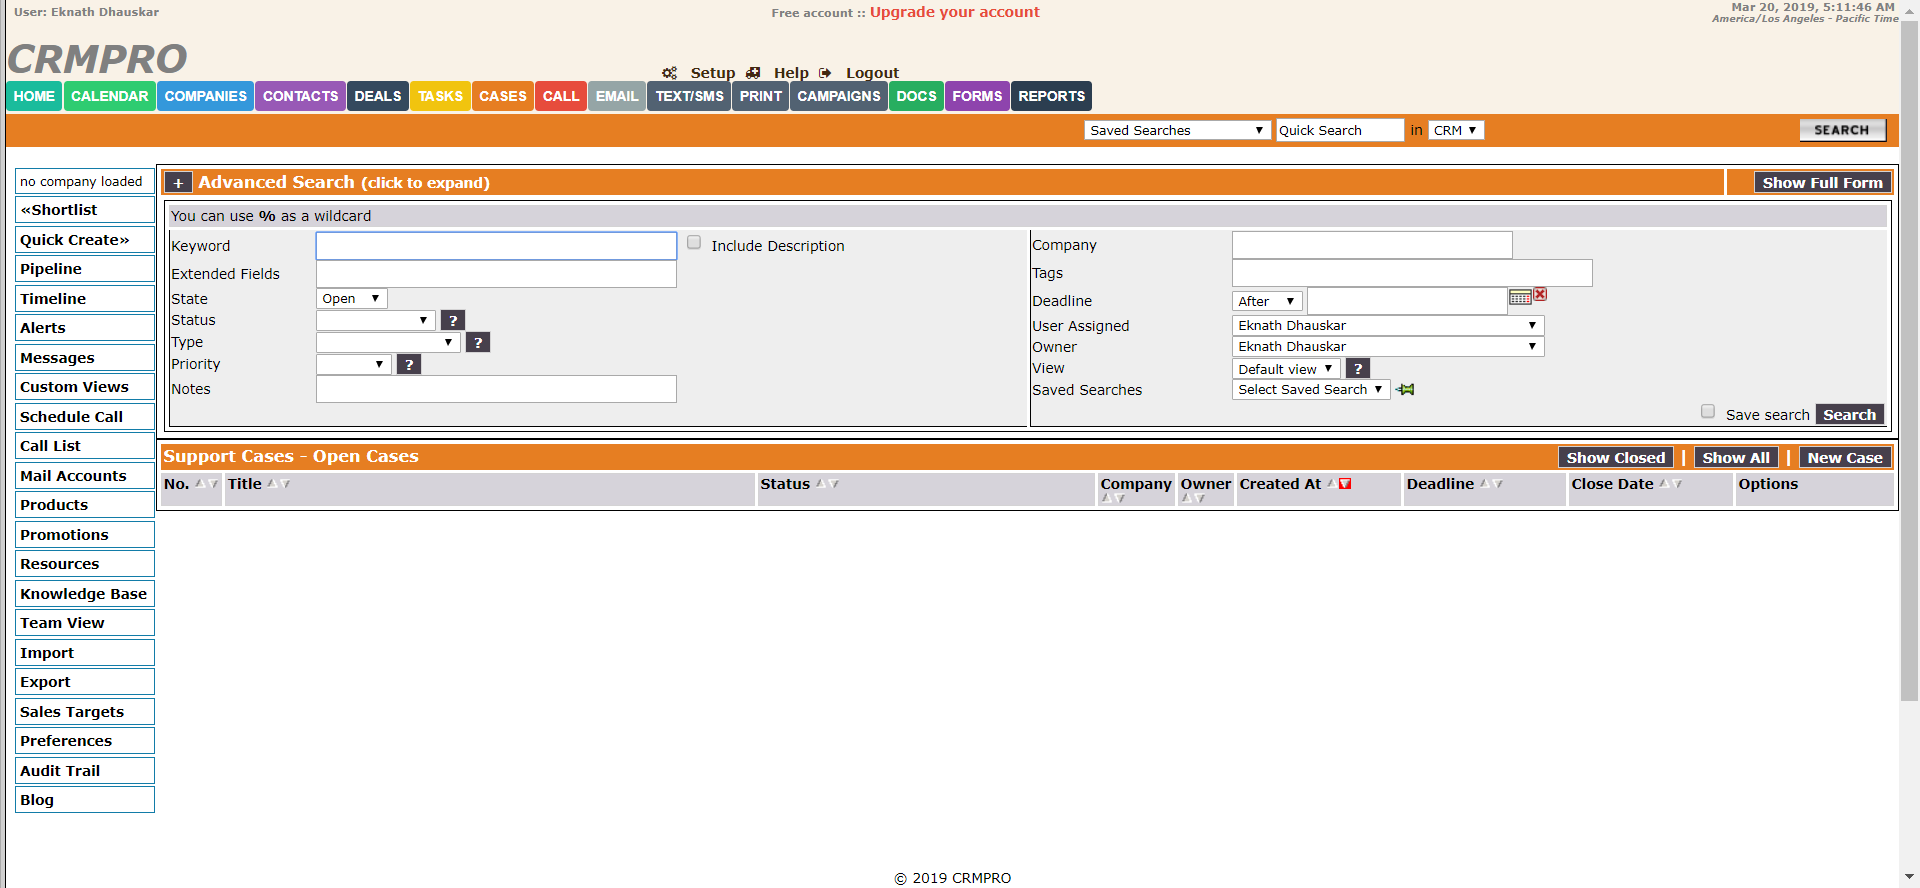 User: Eknath Dhauskar
Free account :: Upgrade your account
Mar 20, 2019, 5:11:46 AM
America/Los Angeles - Pacific Time
CRMPRO
Setup Help Logout
HOME CALENDAR COMPANIES CONTACTS DEALS TASKS CASES CALL EMAIL TEXT/SMS PRINT CAMPAIGNS DOCS FORMS REPORTS
Saved Searches Quick Search in CRM SEARCH
no company loaded
«Shortlist
Quick Create»
Pipeline
Timeline
Alerts
Messages
Custom Views
Schedule Call
Call List
Mail Accounts
Products
Promotions
Resources
Knowledge Base
Team View
Import
Export
Sales Targets
Preferences
Audit Trail
Blog
+ Advanced Search (click to expand) Show Full Form
You can use % as a wildcard
Keyword Include Description
Extended Fields
State Open
Status ?
Type ?
Priority ?
Notes
Company
Tags
Deadline After
User Assigned Eknath Dhauskar
Owner Eknath Dhauskar
View Default view ?
Saved Searches Select Saved Search
Save search Search
Support Cases - Open Cases Show Closed | Show All | New Case
No. Title Status Company Owner Created At Deadline Close Date Options
© 2019 CRMPRO